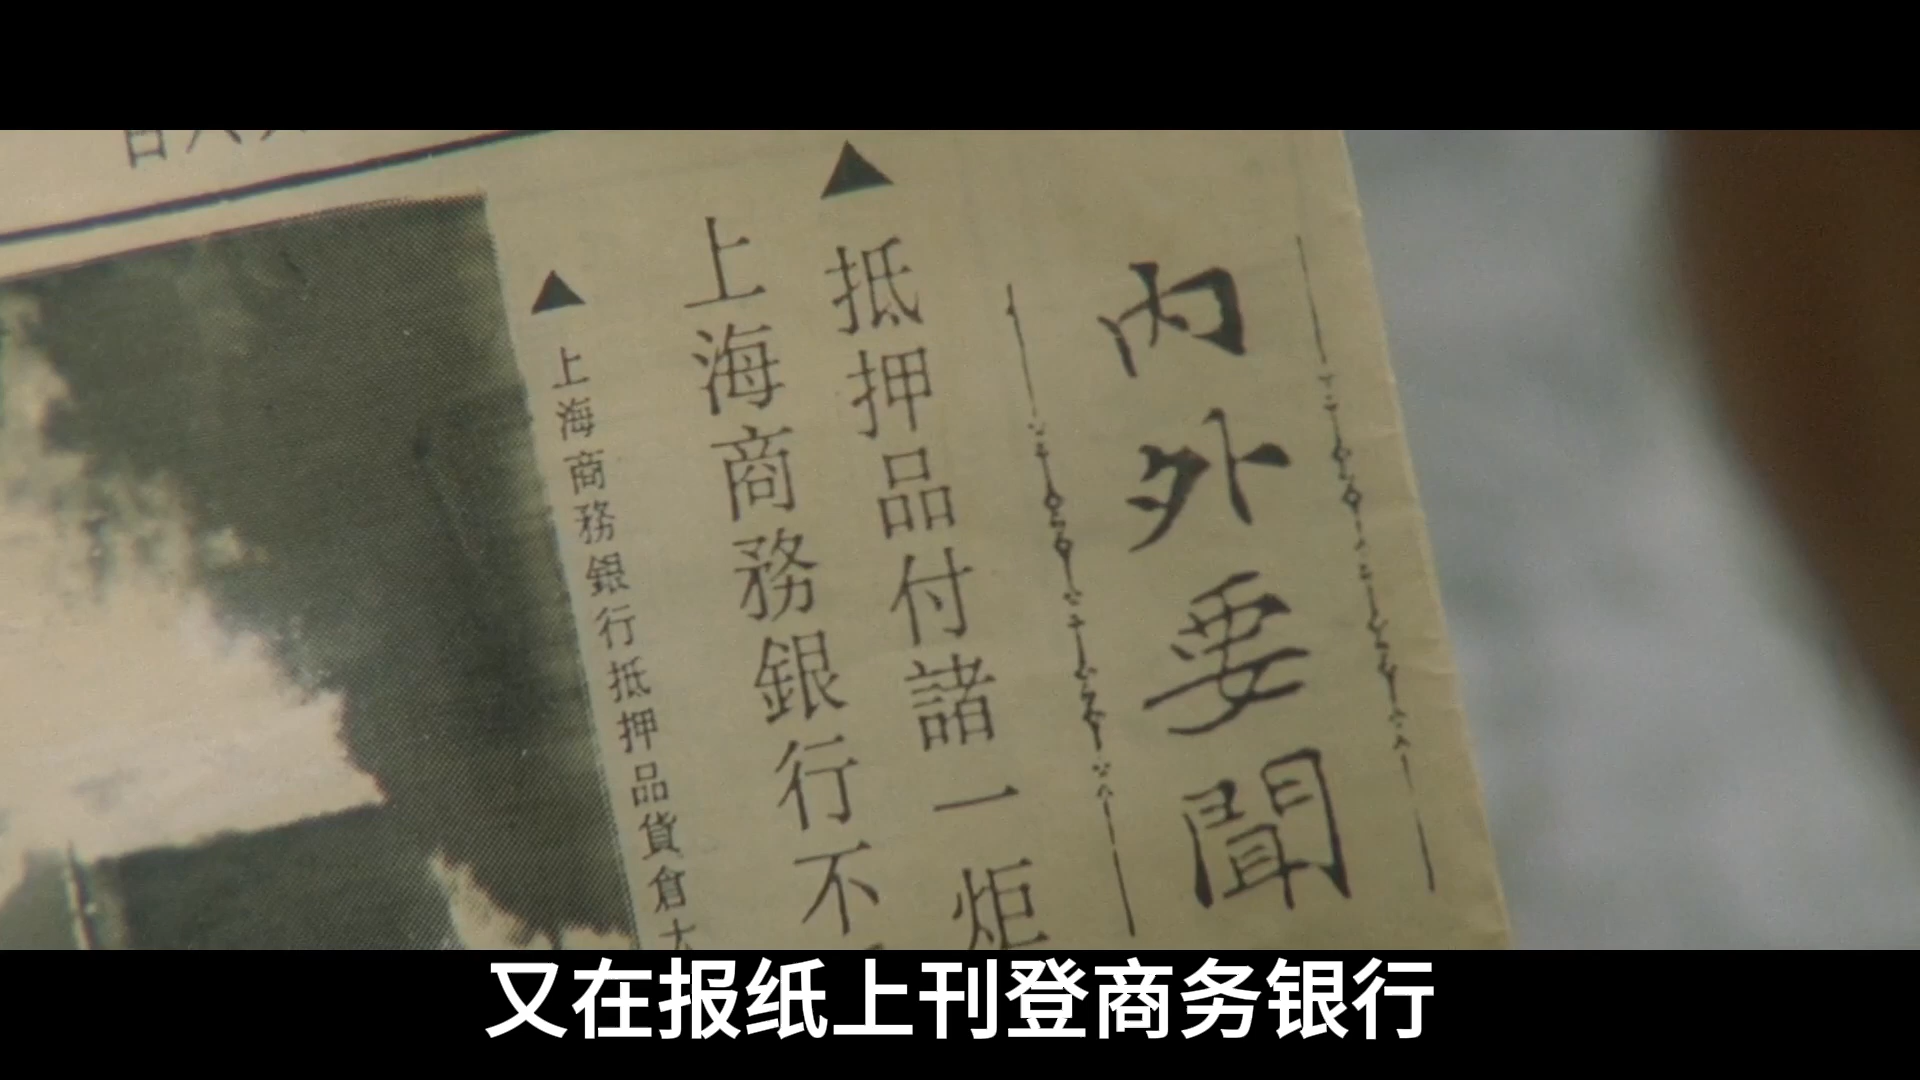 內外要聞
▲抵押品付諸一炬
上海商務銀行不
▲上海商務銀行抵押品貨倉大
又在报纸上刊登商务银行